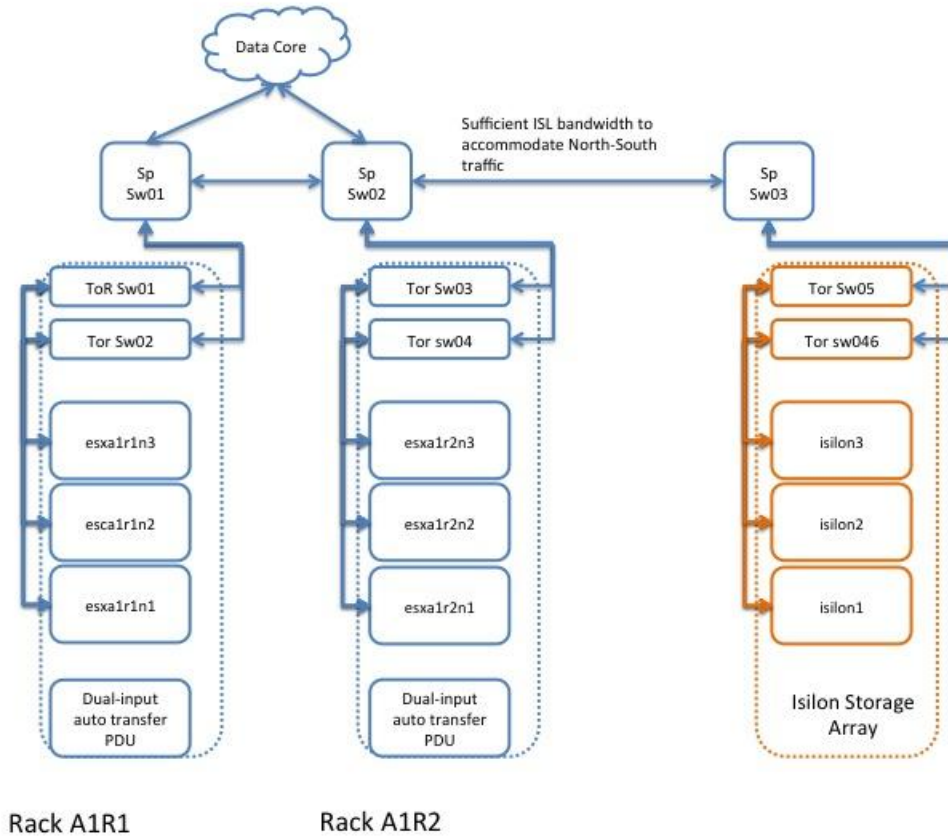 Data Core
Sufficient ISL bandwidth to
accommodate North-South
traffic
Sp
Sw01
Sp
Sw02
Sp
Sw03
ToR Sw01
Tor Sw02
esxa1r1n3
esca1r1n2
esxa1r1n1
Dual-input
auto transfer
PDU
Tor Sw03
Tor sw04
esxa1r2n3
esxa1r2n2
esxa1r2n1
Dual-input
auto transfer
PDU
Tor Sw05
Tor sw046
isilon3
isilon2
isilon1
Isilon Storage
Array
Rack A1R1
Rack A1R2